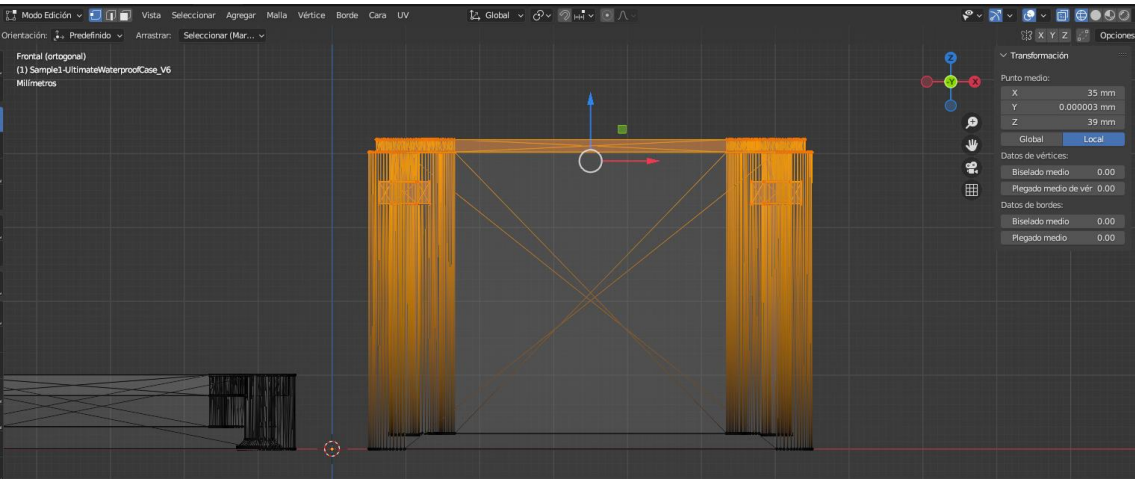 Modo Edición Vista Seleccionar Agregar Malla Vértice Borde Cara UV Global
Orientación: Predefinido Arrastrar: Seleccionar (Mar... X Y Z Opciones
Frontal (ortogonal)
(1) Sample1-UltimateWaterproofCase_V6
Milímetros
Z
-Y X
Transformación
Punto medio:
X 35 mm
Y 0.000003 mm
Z 39 mm
Global Local
Datos de vértices:
Biselado medio 0.00
Plegado medio de vér 0.00
Datos de bordes:
Biselado medio 0.00
Plegado medio 0.00